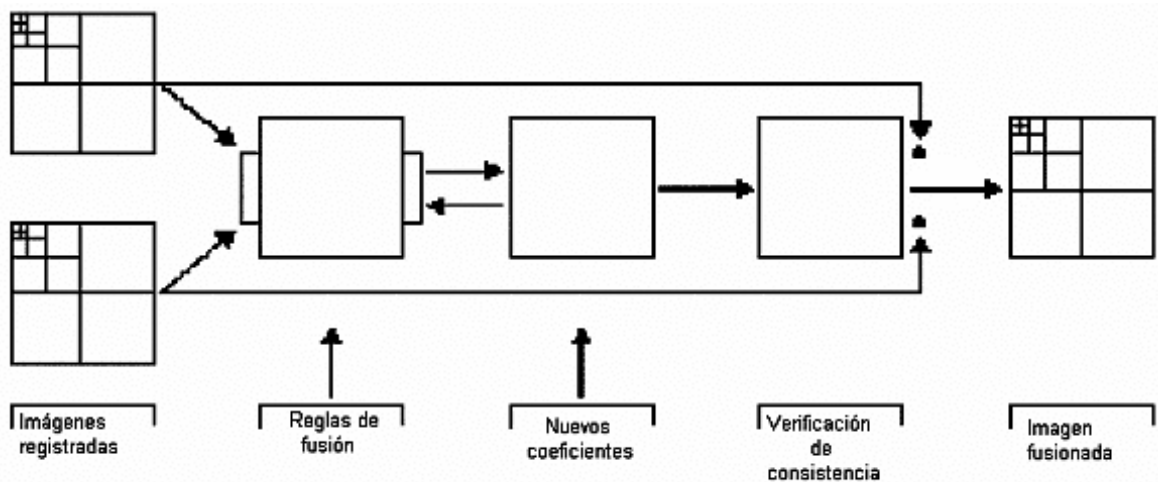 Imágenes
registradas
Reglas de
fusión
Nuevos
coeficientes
Verificación
de
consistencia
Imagen
fusionada